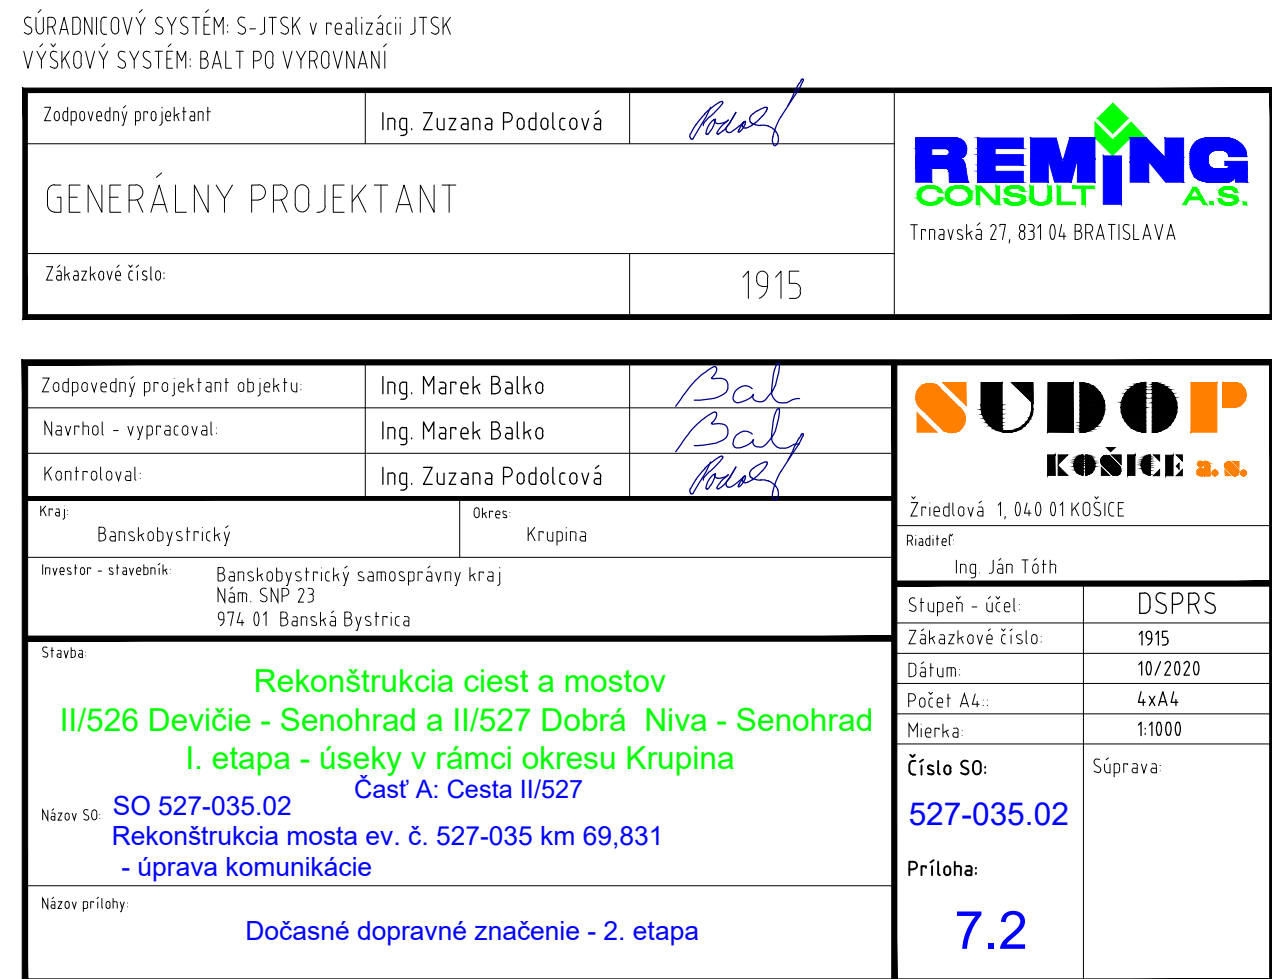 SÚRADNICOVÝ SYSTÉM: S-JTSK v realizácii JTSK
VÝŠKOVÝ SYSTÉM: BALT PO VYROVNANÍ
Zodpovedný projektant
Ing. Zuzana Podolcová
GENERÁLNY PROJEKTANT
Zákazkové číslo:
1915
REMING
CONSULT A.S.
Trnavská 27, 831 04 BRATISLAVA
Zodpovedný projektant objektu:
Ing. Marek Balko
Navrhol - vypracoval:
Ing. Marek Balko
Kontroloval:
Ing. Zuzana Podolcová
Kraj:
Banskobystrický
Okres:
Krupina
Investor - stavebník:
Banskobystrický samosprávny kraj
Nám. SNP 23
974 01 Banská Bystrica
SUDOP
KOŠICE a.s.
Žriedlová 1, 040 01 KOŠICE
Riaditeľ:
Ing. Ján Tóth
Stupeň - účel:
DSPRS
Zákazkové číslo:
1915
Dátum:
10/2020
Počet A4::
4xA4
Mierka:
1:1000
Stavba:
Rekonštrukcia ciest a mostov
II/526 Devičie - Senohrad a II/527 Dobrá Niva - Senohrad
I. etapa - úseky v rámci okresu Krupina
Časť A: Cesta II/527
Názov SO:
SO 527-035.02
Rekonštrukcia mosta ev. č. 527-035 km 69,831
- úprava komunikácie
Číslo SO:
527-035.02
Súprava:
Príloha:
7.2
Názov prílohy:
Dočasné dopravné značenie - 2. etapa